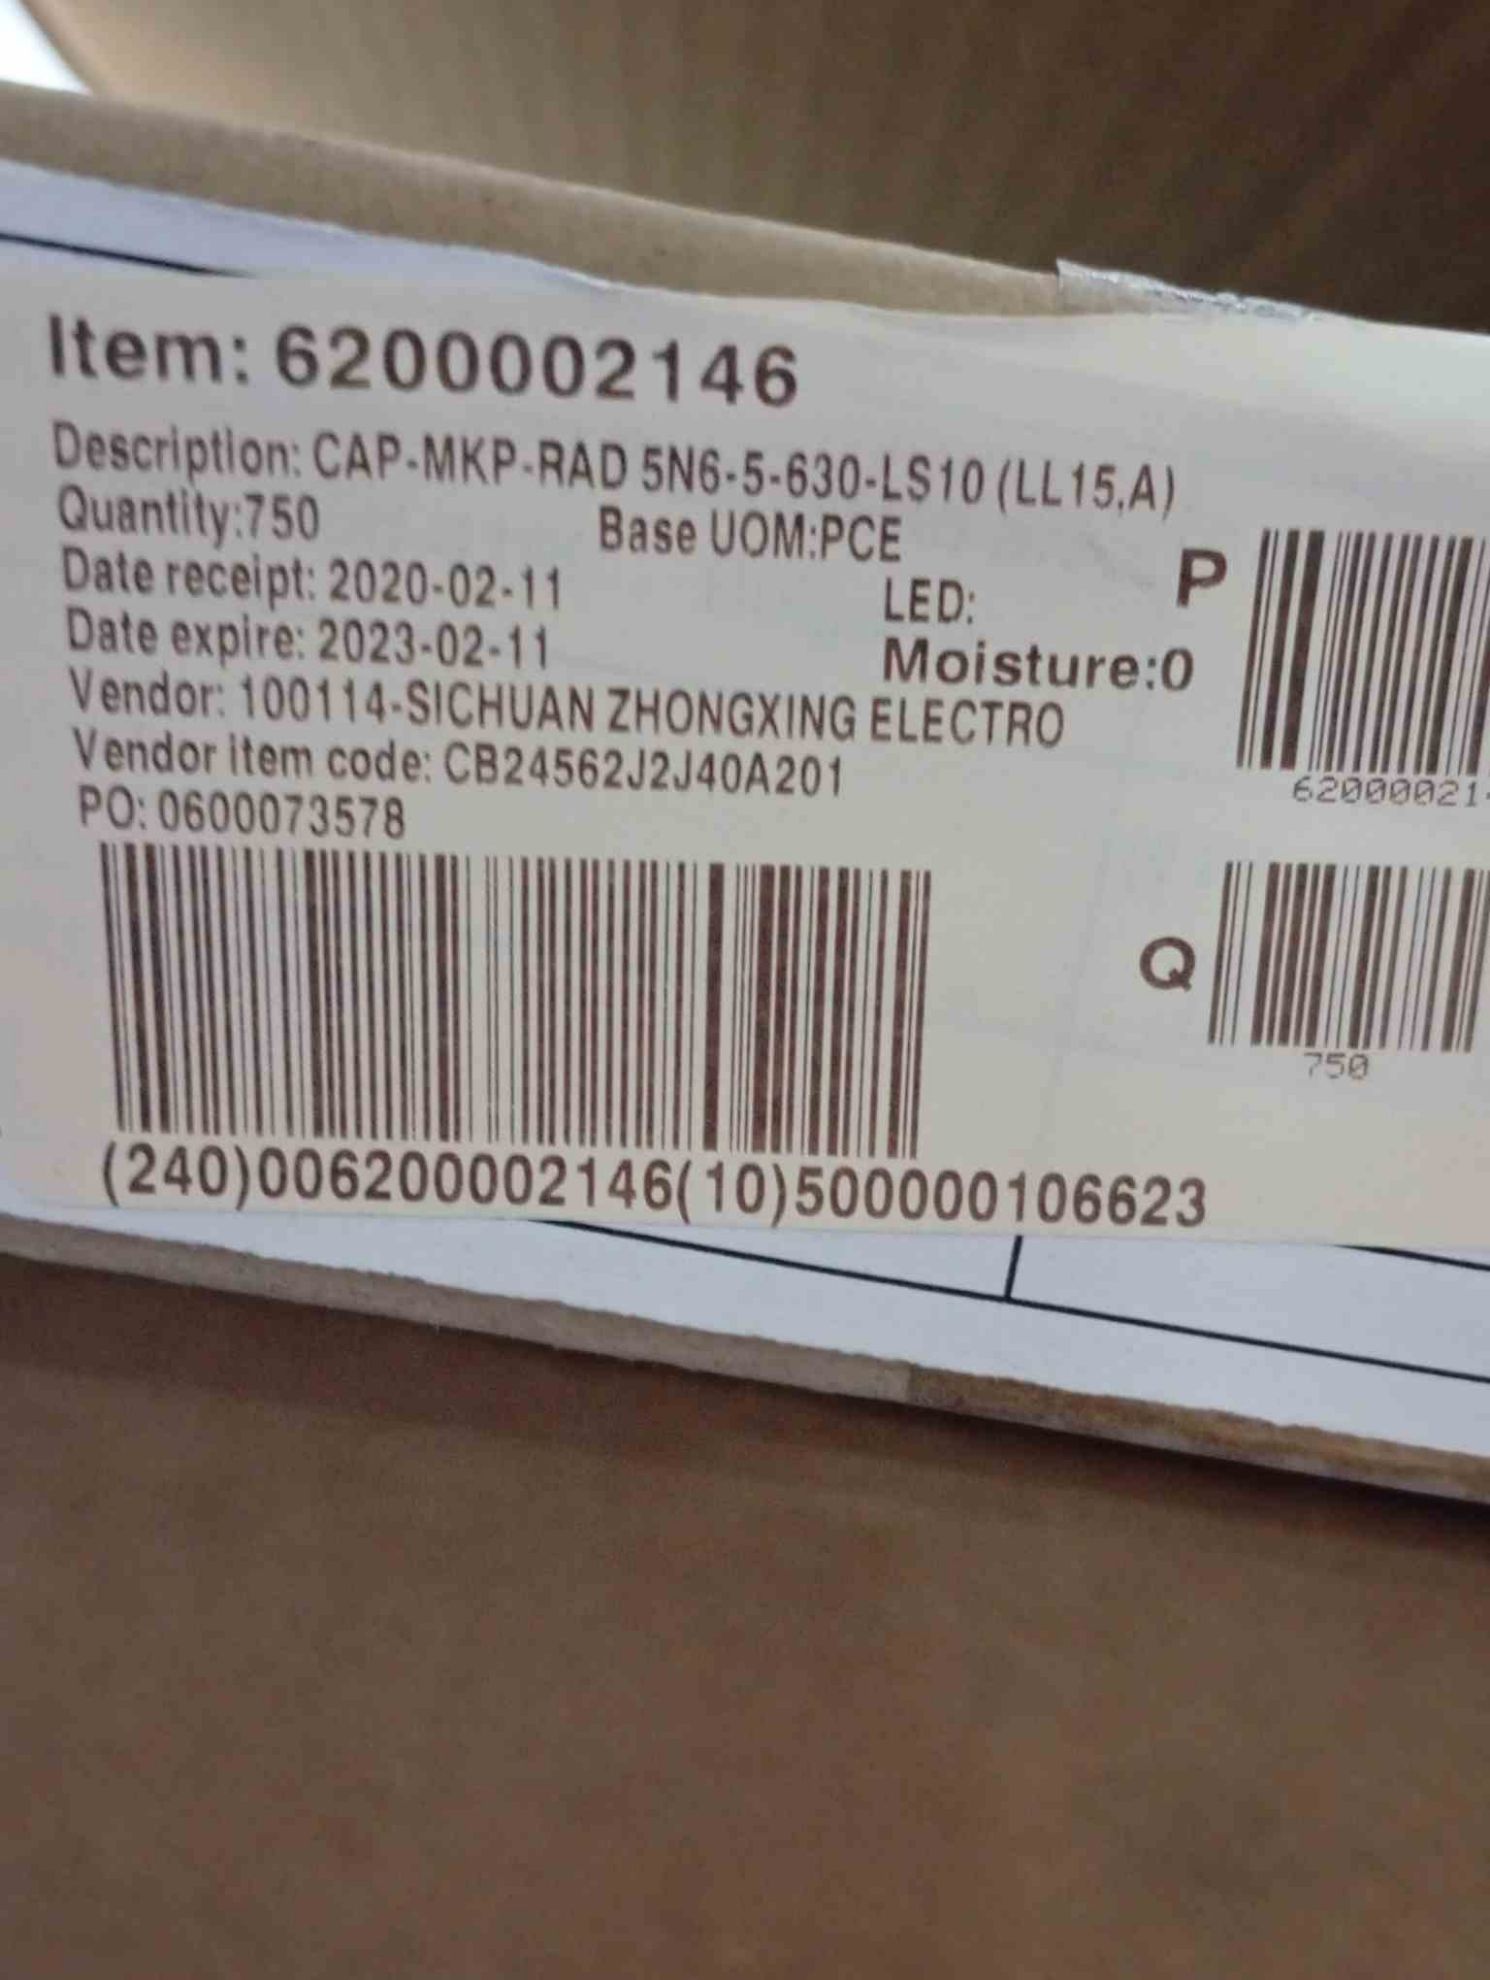 Item: 6200002146
Description: CAP-MKP-RAD 5N6-5-630-LS10 (LL15,A)
Quantity:750 Base UOM:PCE
Date receipt: 2020-02-11 LED:
Date expire: 2023-02-11 Moisture:0
Vendor: 100114-SICHUAN ZHONGXING ELECTRO
Vendor item code: CB24562J2J40A201
PO: 0600073578
(240)006200002146(10)500000106623
P
62000021
Q
750